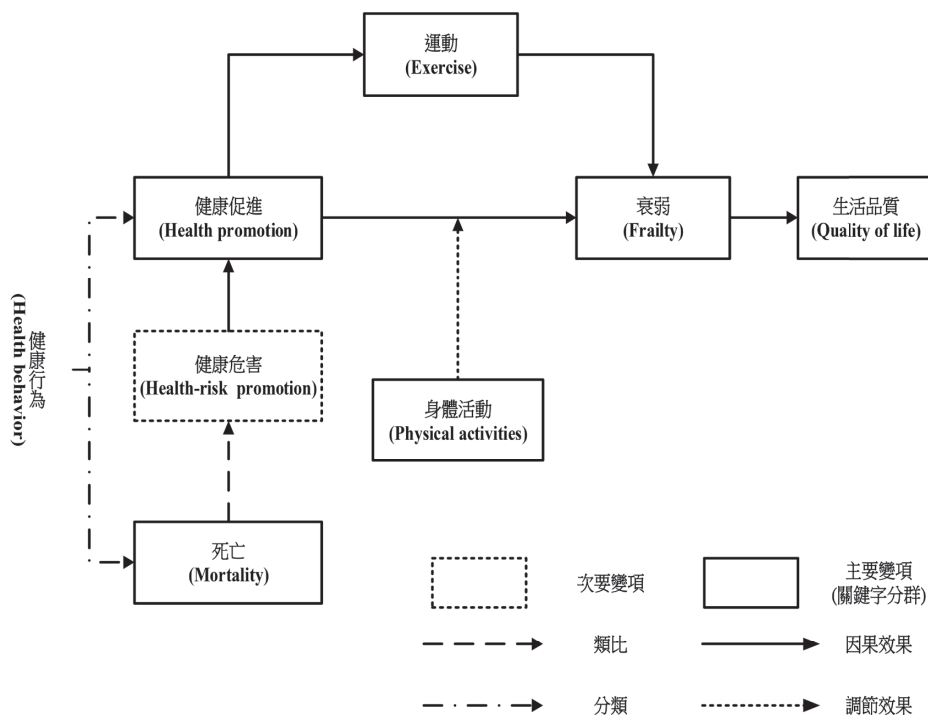 運動
(Exercise)
健康促進
(Health promotion)
衰弱
(Frailty)
生活品質
(Quality of life)
健康行為
(Health behavior)
健康危害
(Health-risk promotion)
身體活動
(Physical activities)
死亡
(Mortality)
次要變項
主要變項
(關鍵字分群)
類比
因果效果
分類
調節效果